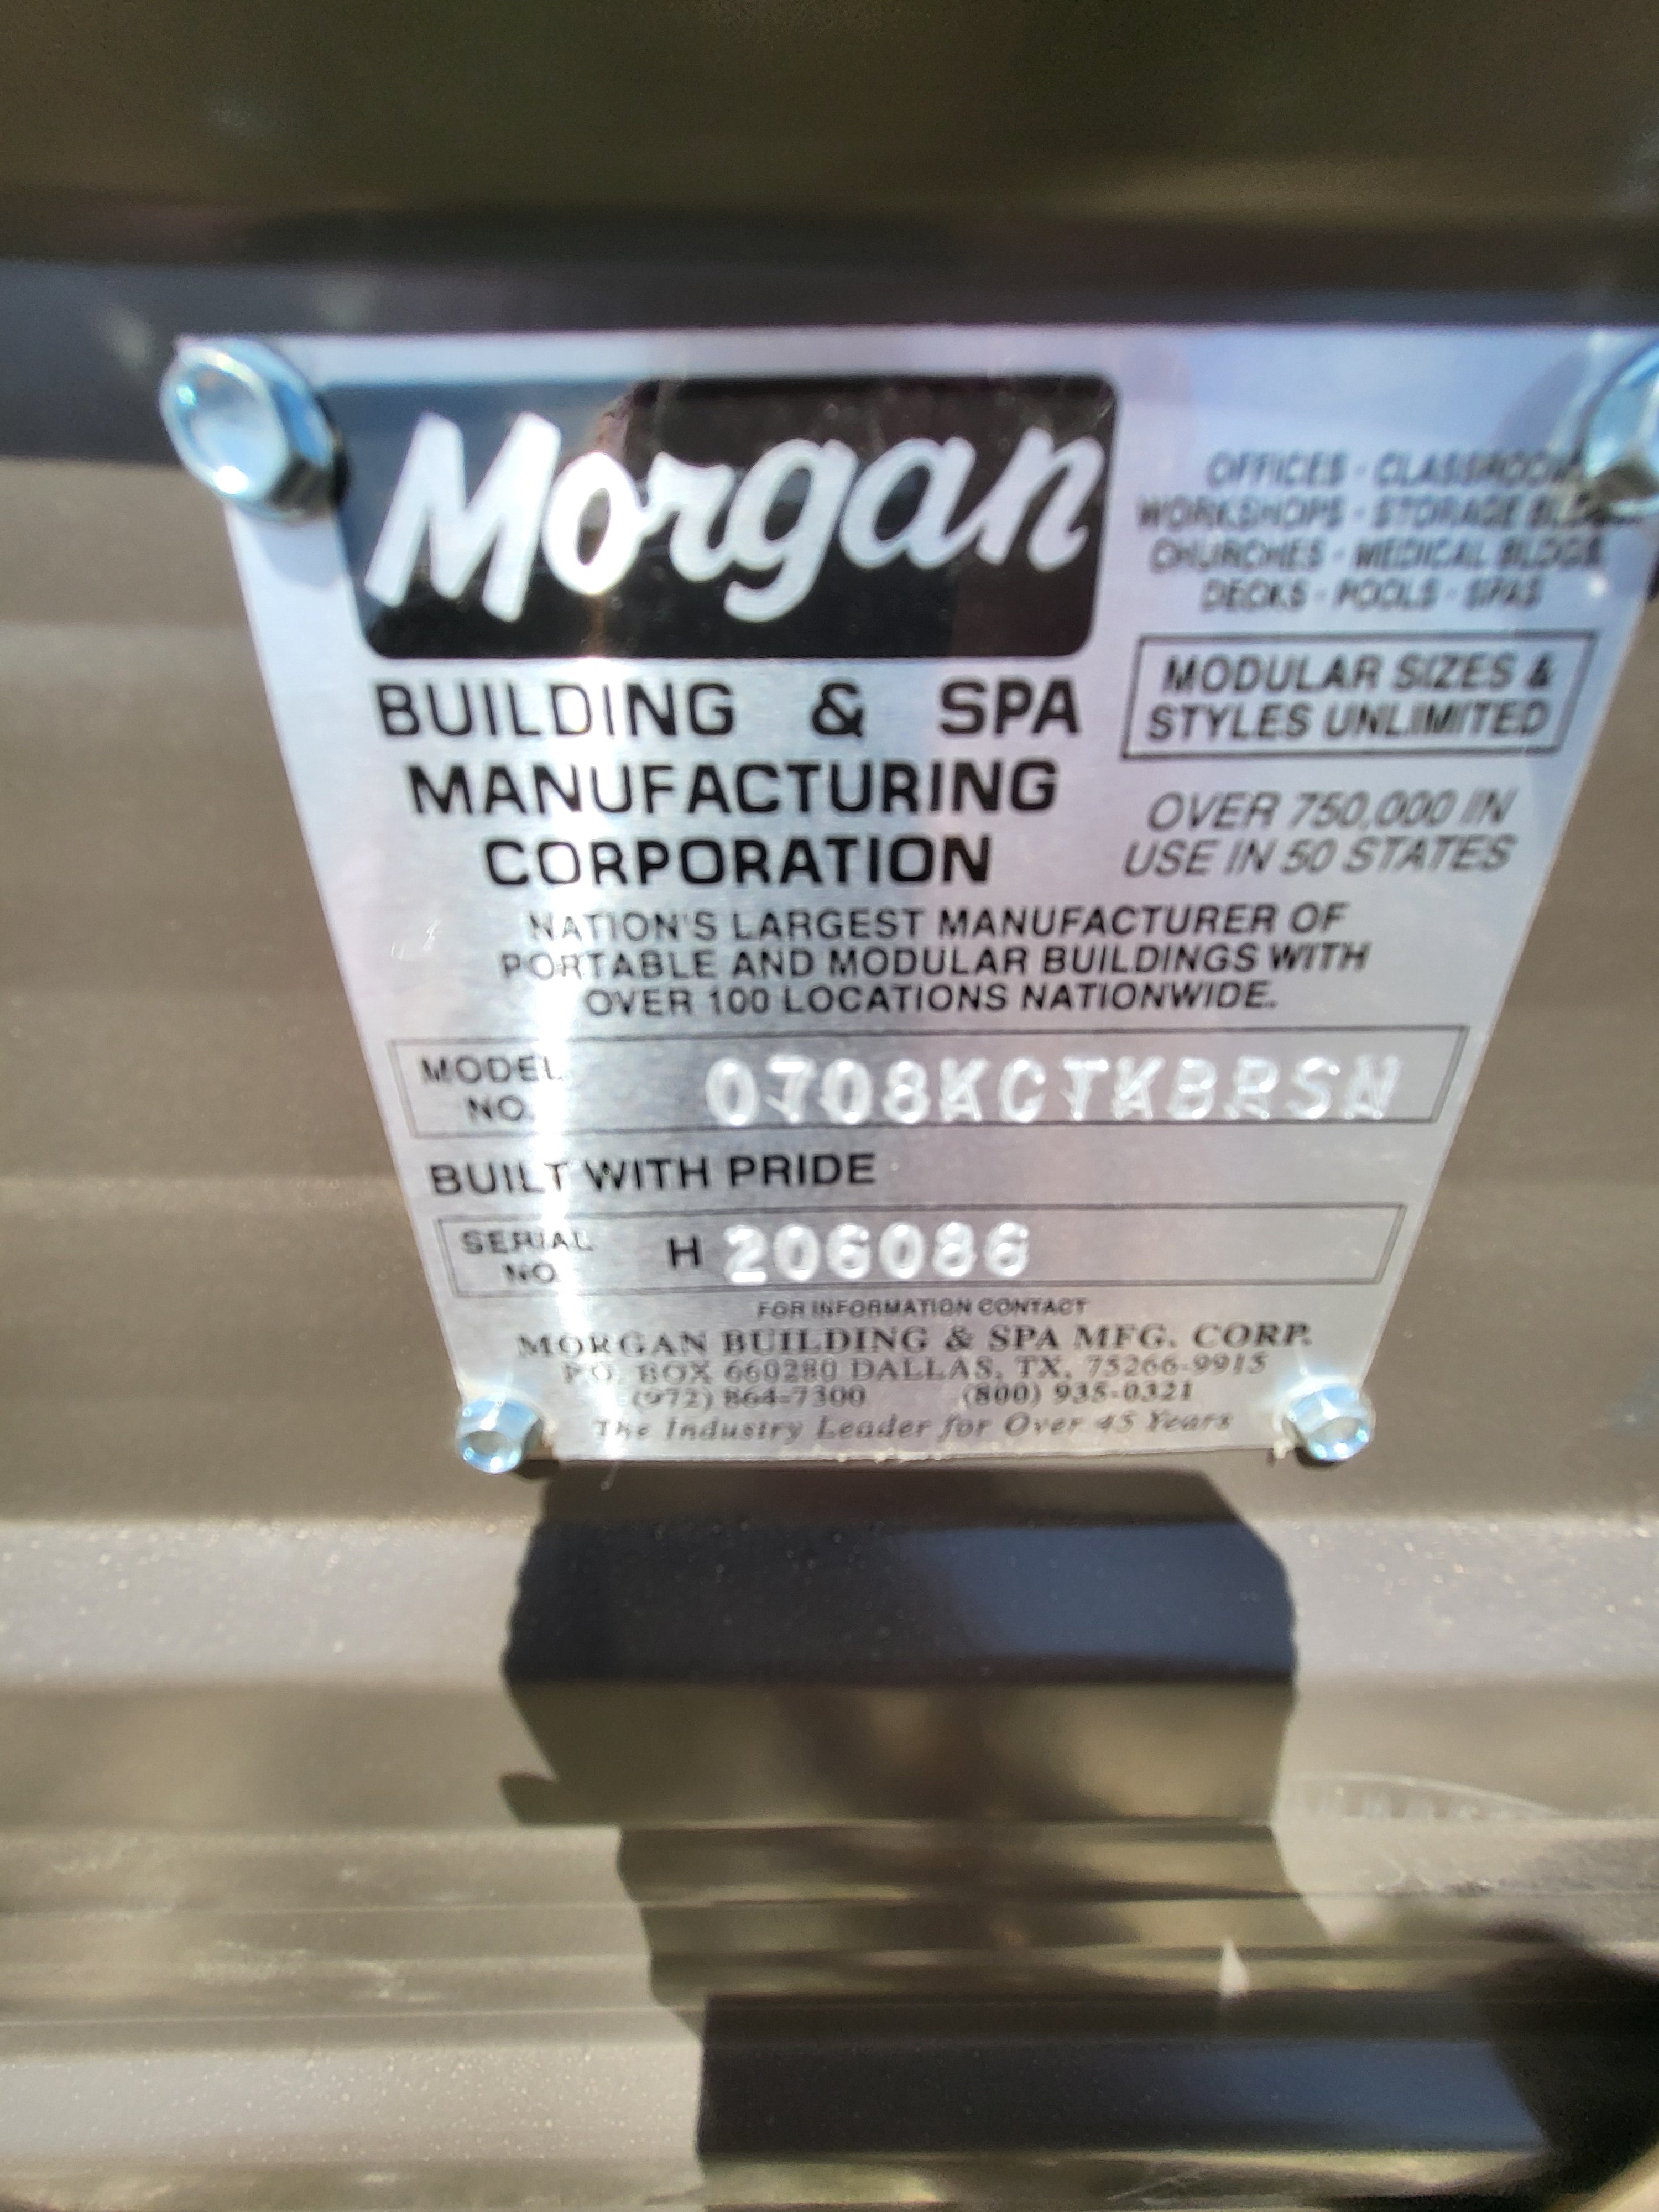 Morgan
BUILDING & SPA
MANUFACTURING
CORPORATION
OFFICES - CLASSROOMS
WORKSHOPS - STORAGE
CHURCHES - MEDICAL BLDGS.
DECKS - POOLS - SPAS
MODULAR SIZES &
STYLES UNLIMITED
OVER 750,000 IN
USE IN 50 STATES
NATION'S LARGEST MANUFACTURER OF
PORTABLE AND MODULAR BUILDINGS WITH
OVER 100 LOCATIONS NATIONWIDE.
MODEL NO. 0708KCTKBRSN
BUILT WITH PRIDE
SERIAL NO. H 206086
FOR INFORMATION CONTACT
MORGAN BUILDING & SPA MFG. CORP.
P.O. BOX 660280 DALLAS, TX, 75266-9915
(972) 864-7300 (800) 935-0321
The Industry Leader for Over 45 Years